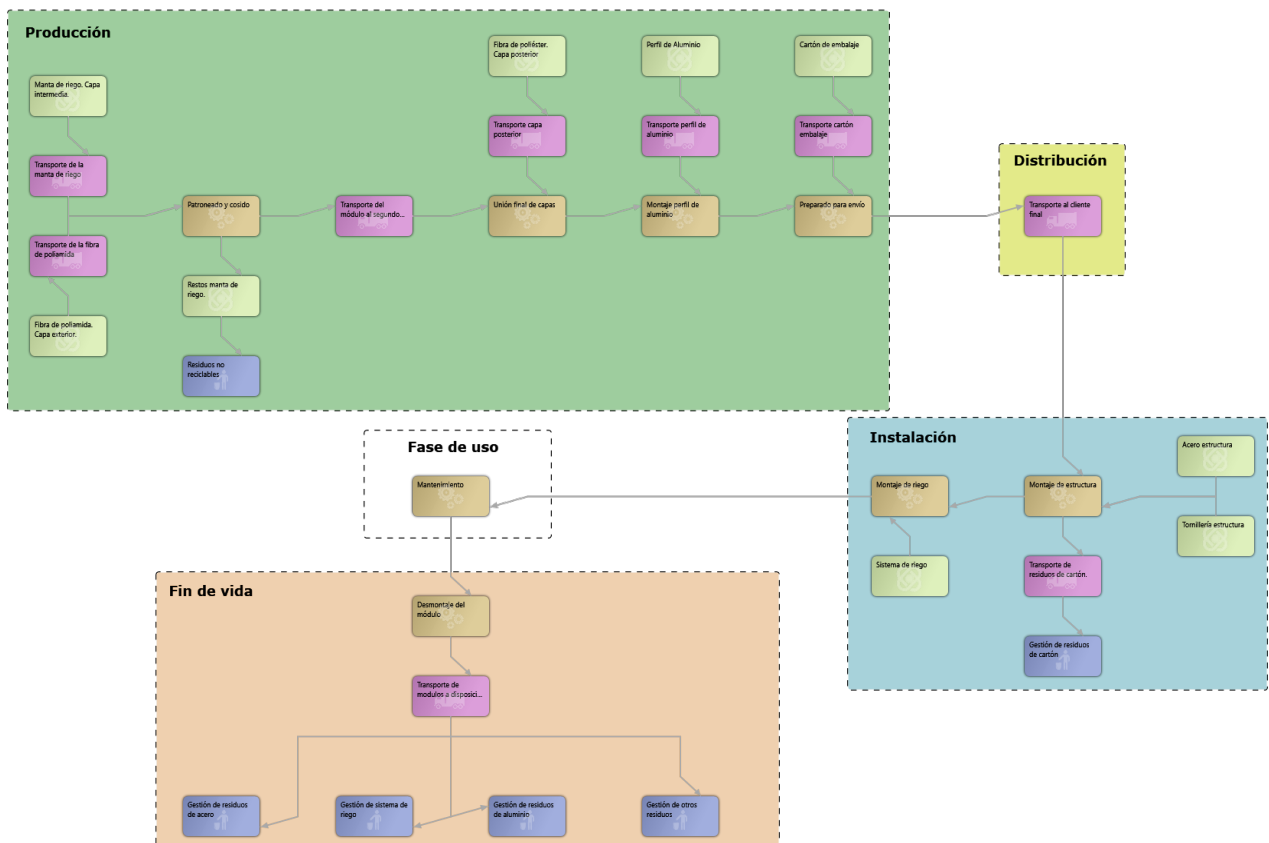 Producción
Fibra de poliéster.
Capa posterior
Perfil de Aluminio
Cartón de embalaje
Manta de riego. Capa
intermedia.
Transporte capa
posterior
Transporte perfil de
aluminio
Transporte cartón
embalaje
Transporte de la
manta de riego
Patroneado y cosido
Transporte del
módulo al segundo...
Unión final de capas
Montaje perfil de
aluminio
Preparado para envío
Transporte de la fibra
de poliamida
Restos manta de
riego.
Fibra de poliamida.
Capa exterior.
Residuos no
reciclables
Distribución
Transporte al cliente
final
Instalación
Acero estructura
Montaje de riego
Montaje de estructura
Tornillería estructura
Sistema de riego
Transporte de
residuos de cartón.
Gestión de residuos
de cartón
Fase de uso
Mantenimiento
Fin de vida
Desmontaje del
módulo
Transporte de
modulos a disposici...
Gestión de residuos
de acero
Gestión de sistema de
riego
Gestión de residuos
de aluminio
Gestión de otros
residuos